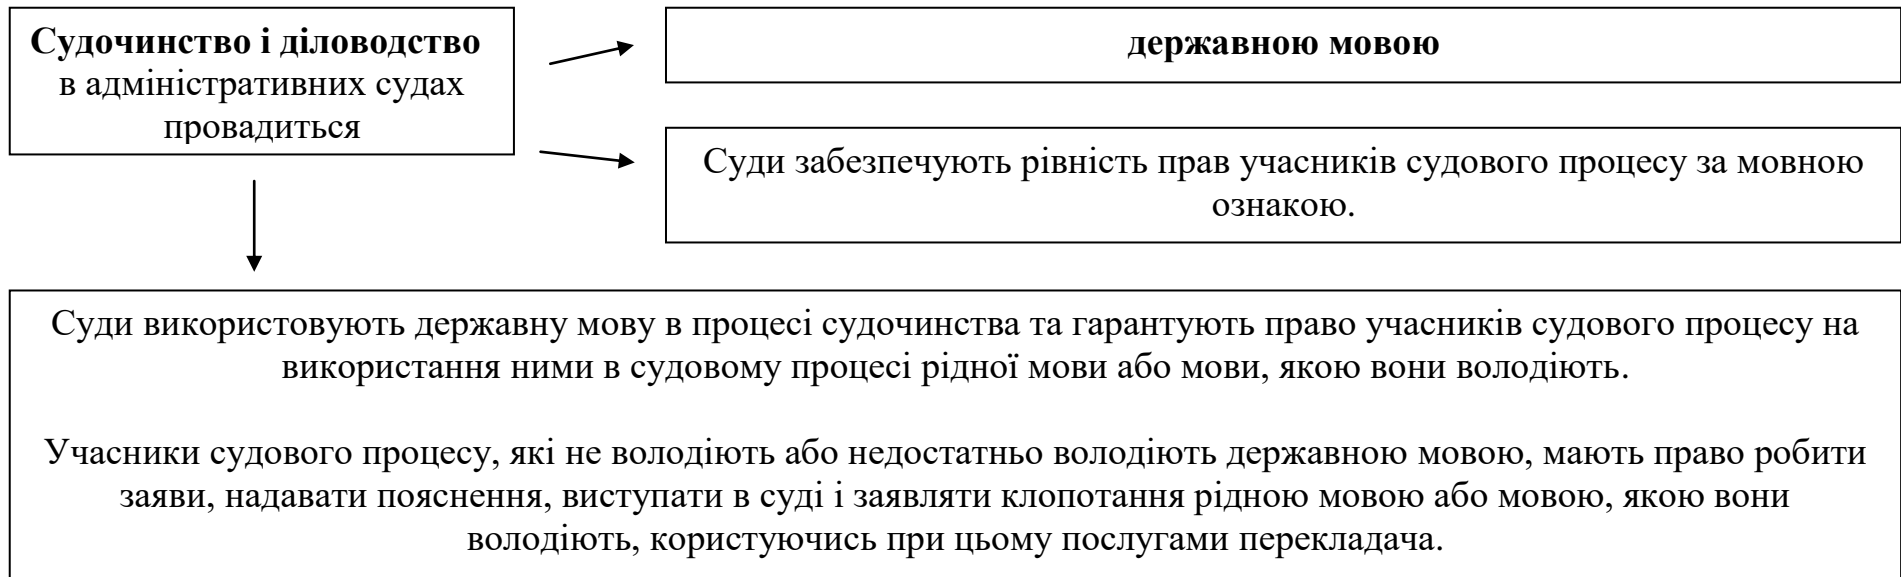 Судочинство і діловодство
в адміністративних судах
провадиться
державною мовою
Суди забезпечують рівність прав учасників судового процесу за мовною
ознакою.
Суди використовують державну мову в процесі судочинства та гарантують право учасників судового процесу на
використання ними в судовому процесі рідної мови або мови, якою вони володіють.
Учасники судового процесу, які не володіють або недостатньо володіють державною мовою, мають право робити
заяви, надавати пояснення, виступати в суді і заявляти клопотання рідною мовою або мовою, якою вони
володіють, користуючись при цьому послугами перекладача.